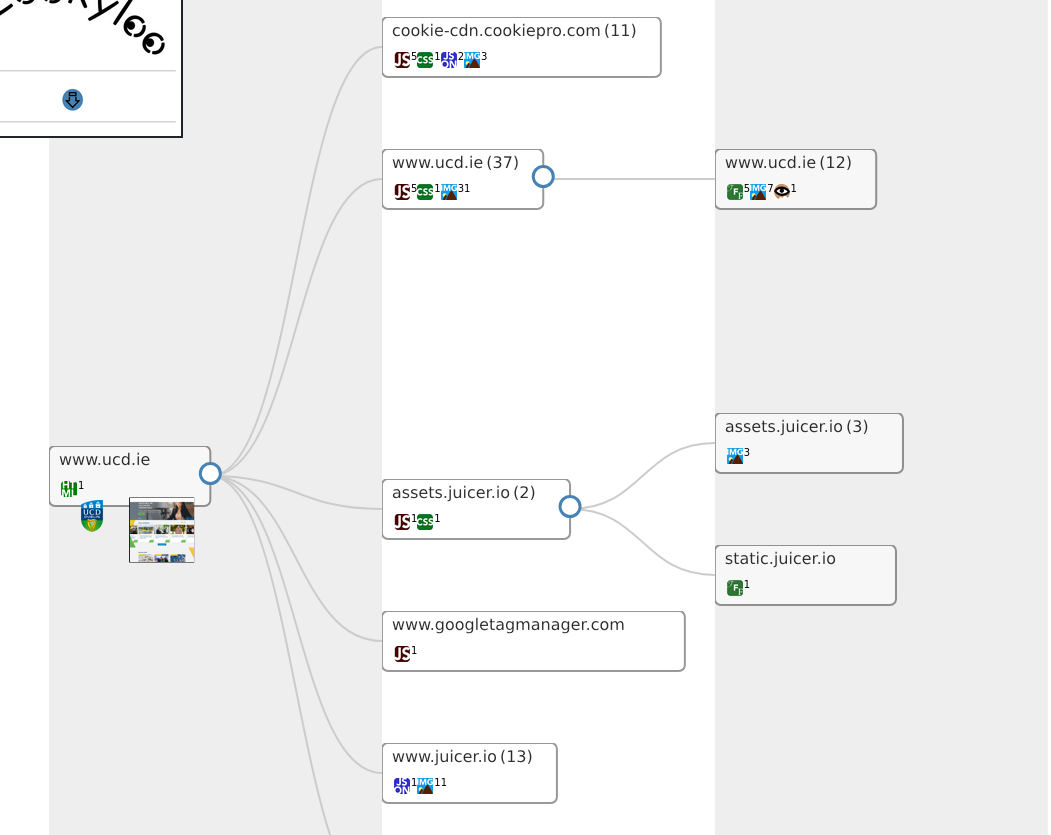 cookie-cdn.cookiepro.com (11)
JS 5 CSS 1 JSON 2 IMG 3
www.ucd.ie (37)
JS 5 CSS 1 IMG 31
www.ucd.ie (12)
FF 5 IMG 7 1
assets.juicer.io (3)
IMG 3
www.ucd.ie
1
UCD
assets.juicer.io (2)
JS 1 CSS 1
static.juicer.io
FF 1
www.googletagmanager.com
JS 1
www.juicer.io (13)
JSON 1 IMG 11